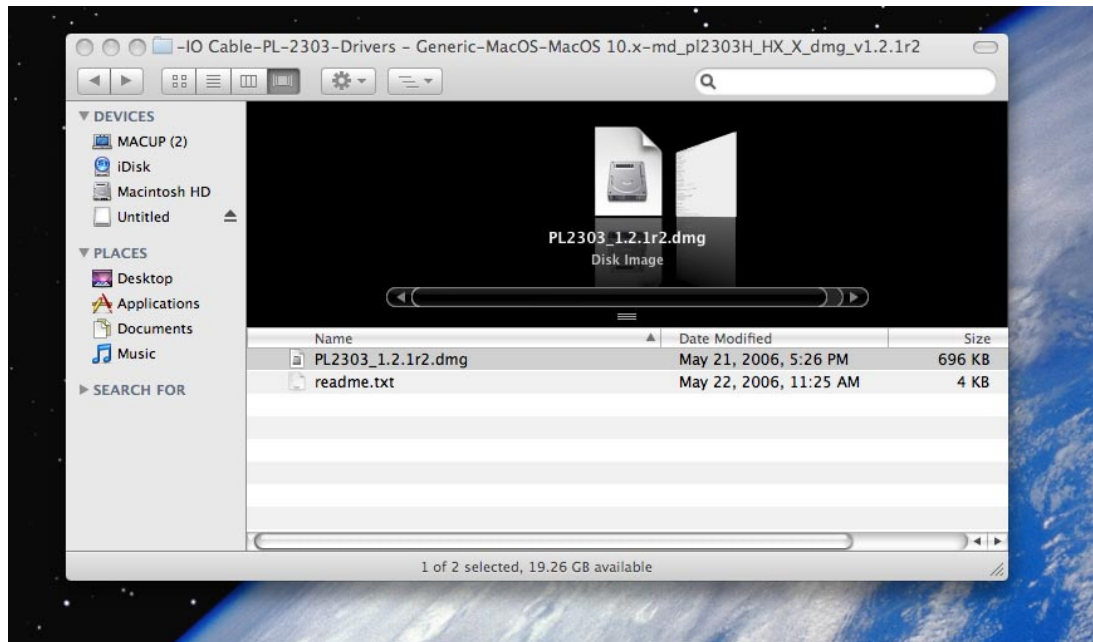 -IO Cable-PL-2303-Drivers - Generic-MacOS-MacOS 10.x-md_pl2303H_HX_X_dmg_v1.2.1r2
DEVICES
MACUP (2)
iDisk
Macintosh HD
Untitled
PLACES
Desktop
Applications
Documents
Music
SEARCH FOR
PL2303_1.2.1r2.dmg
Disk Image
Name Date Modified Size
PL2303_1.2.1r2.dmg May 21, 2006, 5:26 PM 696 KB
readme.txt May 22, 2006, 11:25 AM 4 KB
1 of 2 selected, 19.26 GB available